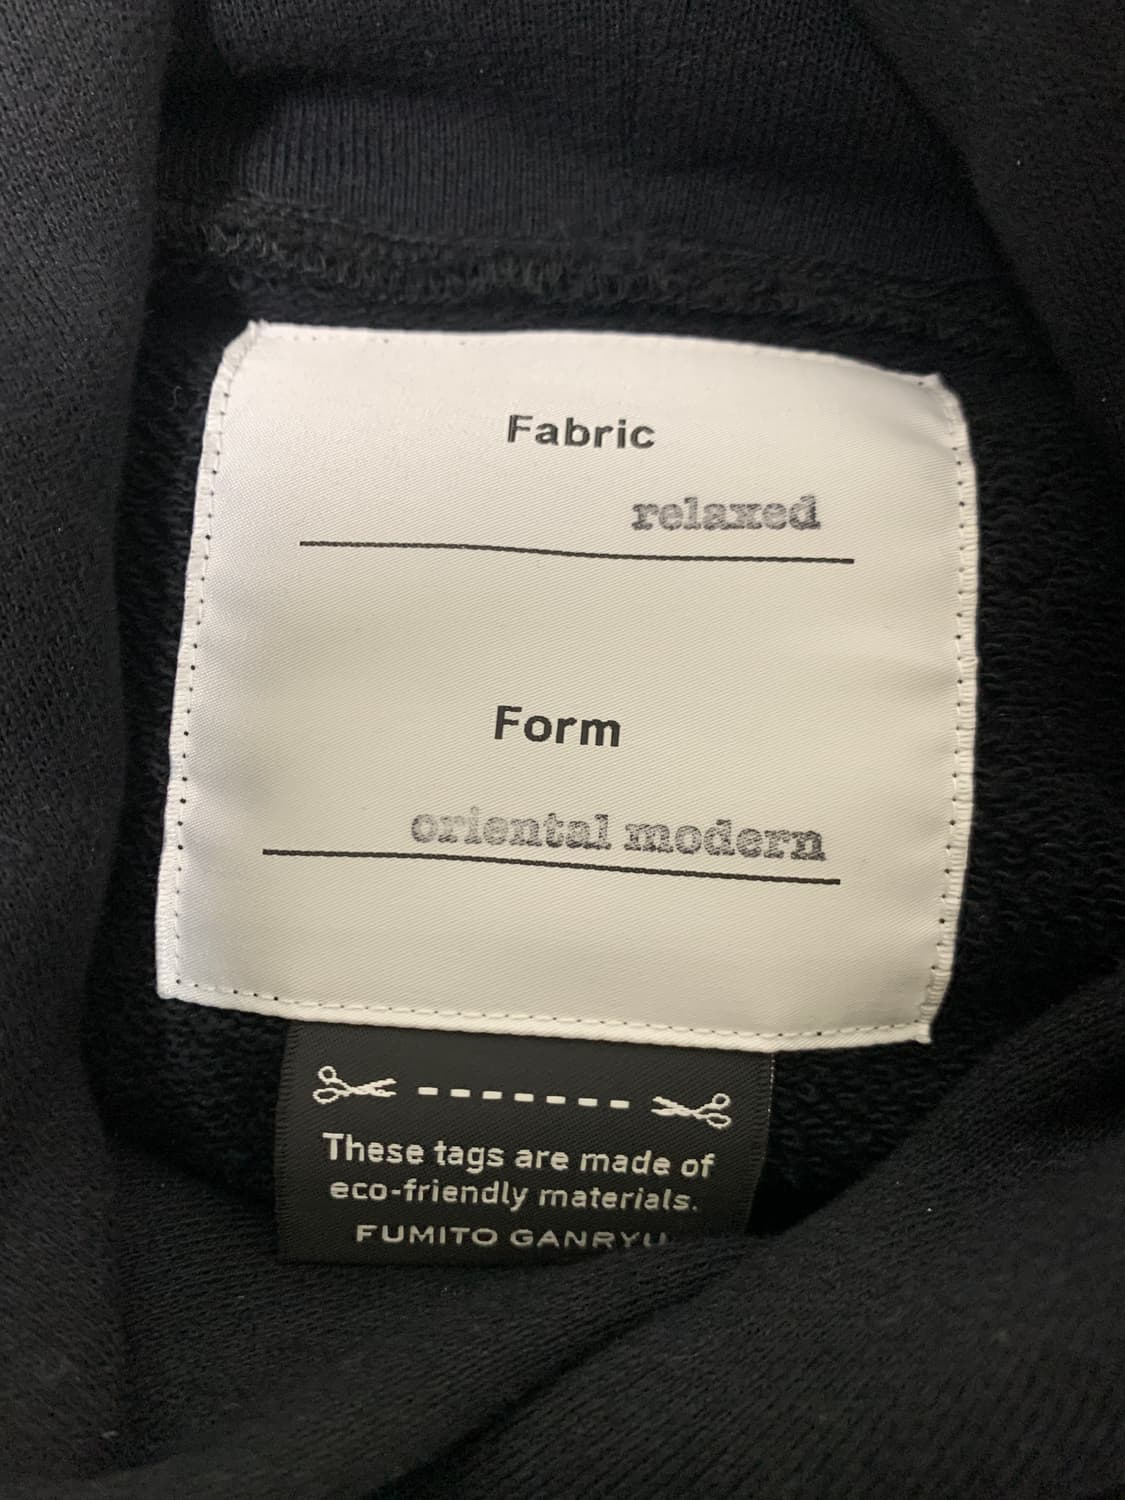 Fabric
relaxed
Form
oriental modern
These tags are made of
eco-friendly materials.
FUMITO GANRYU